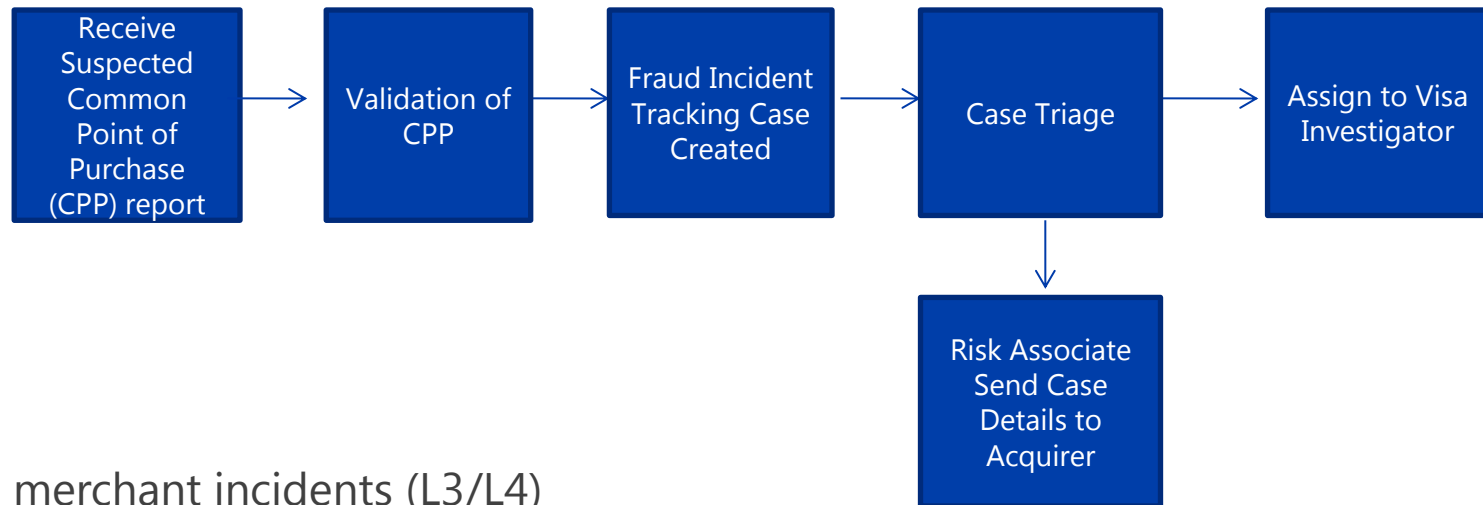 Receive
Suspected
Common
Point of
Purchase
(CPP) report
Validation of
CPP
Fraud Incident
Tracking Case
Created
Case Triage
Assign to Visa
Investigator
Risk Associate
Send Case
Details to
Acquirer
merchant incidents (L3/L4)